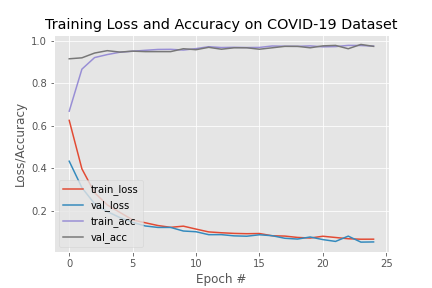 Training Loss and Accuracy on COVID-19 Dataset
Loss/Accuracy
1.0
0.8
0.6
0.4
0.2
train_loss
val_loss
train_acc
val_acc
0 5 10 15 20 25
Epoch #